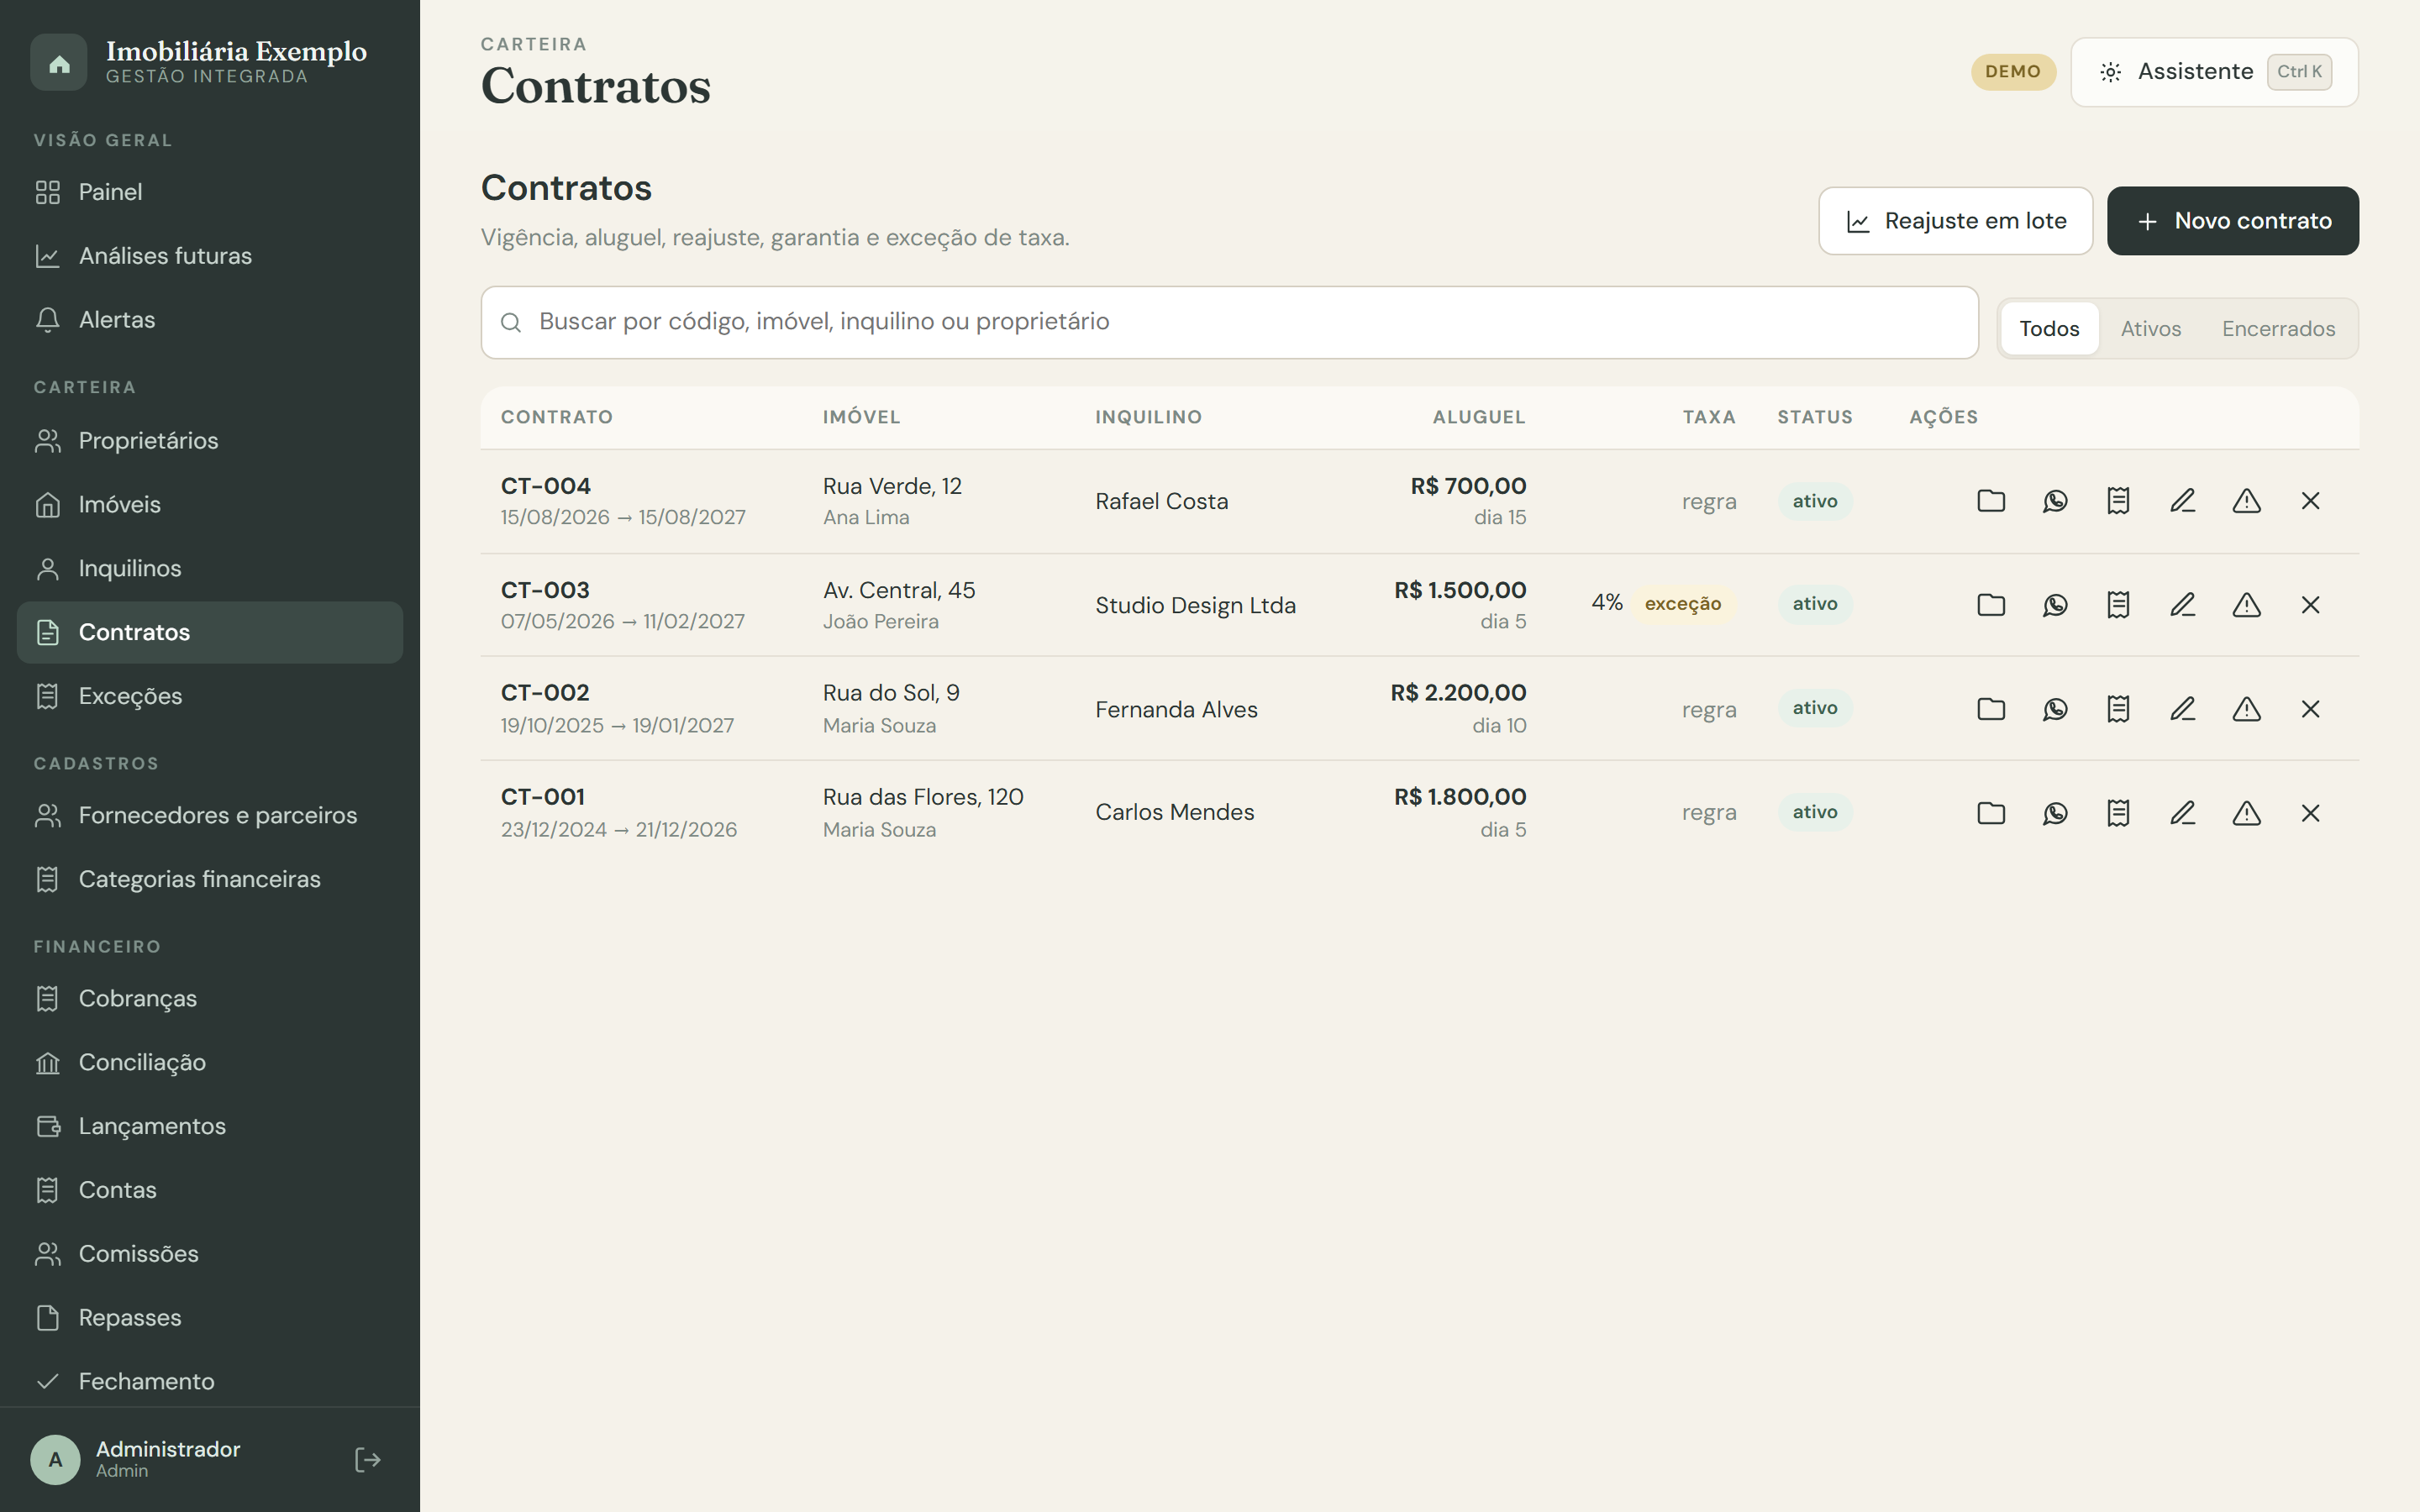 Imobiliária Exemplo
GESTÃO INTEGRADA
VISÃO GERAL
Painel
Análises futuras
Alertas
CARTEIRA
Proprietários
Imóveis
Inquilinos
Contratos
Exceções
CADASTROS
Fornecedores e parceiros
Categorias financeiras
FINANCEIRO
Cobranças
Conciliação
Lançamentos
Contas
Comissões
Repasses
Fechamento
A
Administrador
Admin
CARTEIRA
Contratos
DEMO
Assistente Ctrl K
Contratos
Vigência, aluguel, reajuste, garantia e exceção de taxa.
Reajuste em lote
Novo contrato
Buscar por código, imóvel, inquilino ou proprietário
Todos Ativos Encerrados
CONTRATO IMÓVEL INQUILINO ALUGUEL TAXA STATUS AÇÕES
CT-004 Rua Verde, 12 Rafael Costa R$ 700,00 regra ativo
15/08/2026 → 15/08/2027 Ana Lima dia 15
CT-003 Av. Central, 45 Studio Design Ltda R$ 1.500,00 4% exceção ativo
07/05/2026 → 11/02/2027 João Pereira dia 5
CT-002 Rua do Sol, 9 Fernanda Alves R$ 2.200,00 regra ativo
19/10/2025 → 19/01/2027 Maria Souza dia 10
CT-001 Rua das Flores, 120 Carlos Mendes R$ 1.800,00 regra ativo
23/12/2024 → 21/12/2026 Maria Souza dia 5